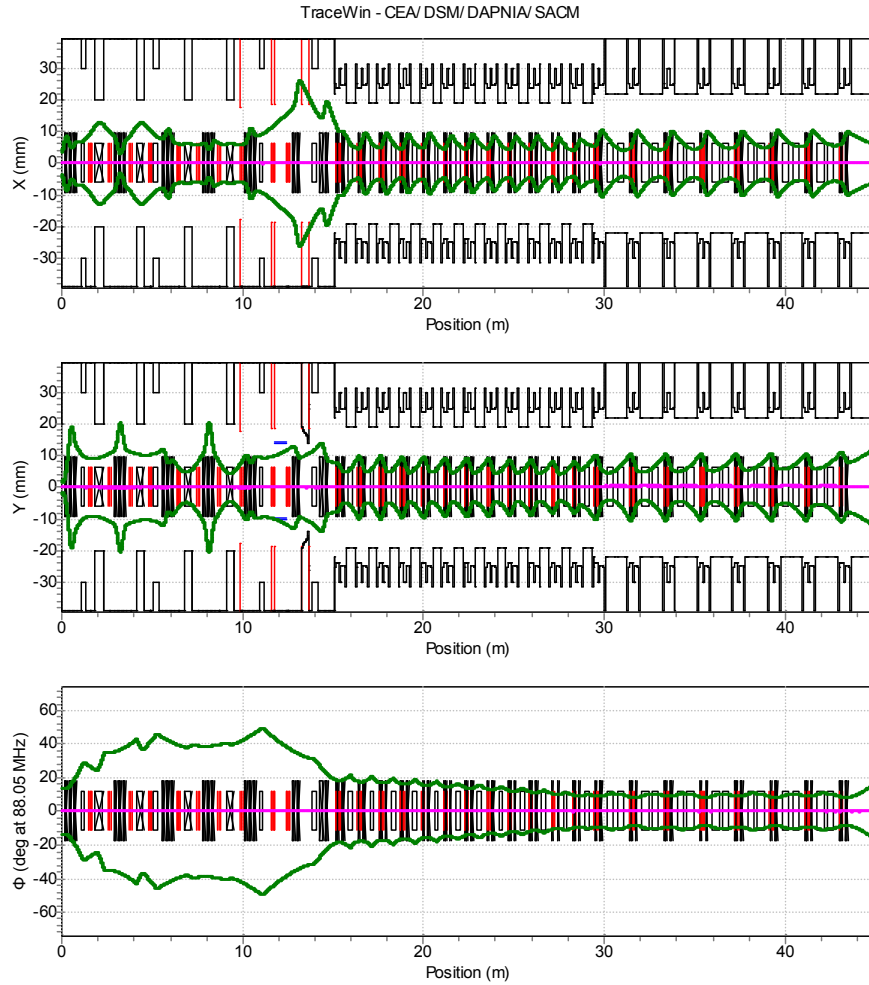 TraceWin - CEA/ DSM/ DAPNIA/ SACM
X (mm)
30
20
10
0
-10
-20
-30
0 10 20 30 40
Position (m)
Y (mm)
30
20
10
0
-10
-20
-30
0 10 20 30 40
Position (m)
Φ (deg at 88.05 MHz)
60
40
20
0
-20
-40
-60
0 10 20 30 40
Position (m)